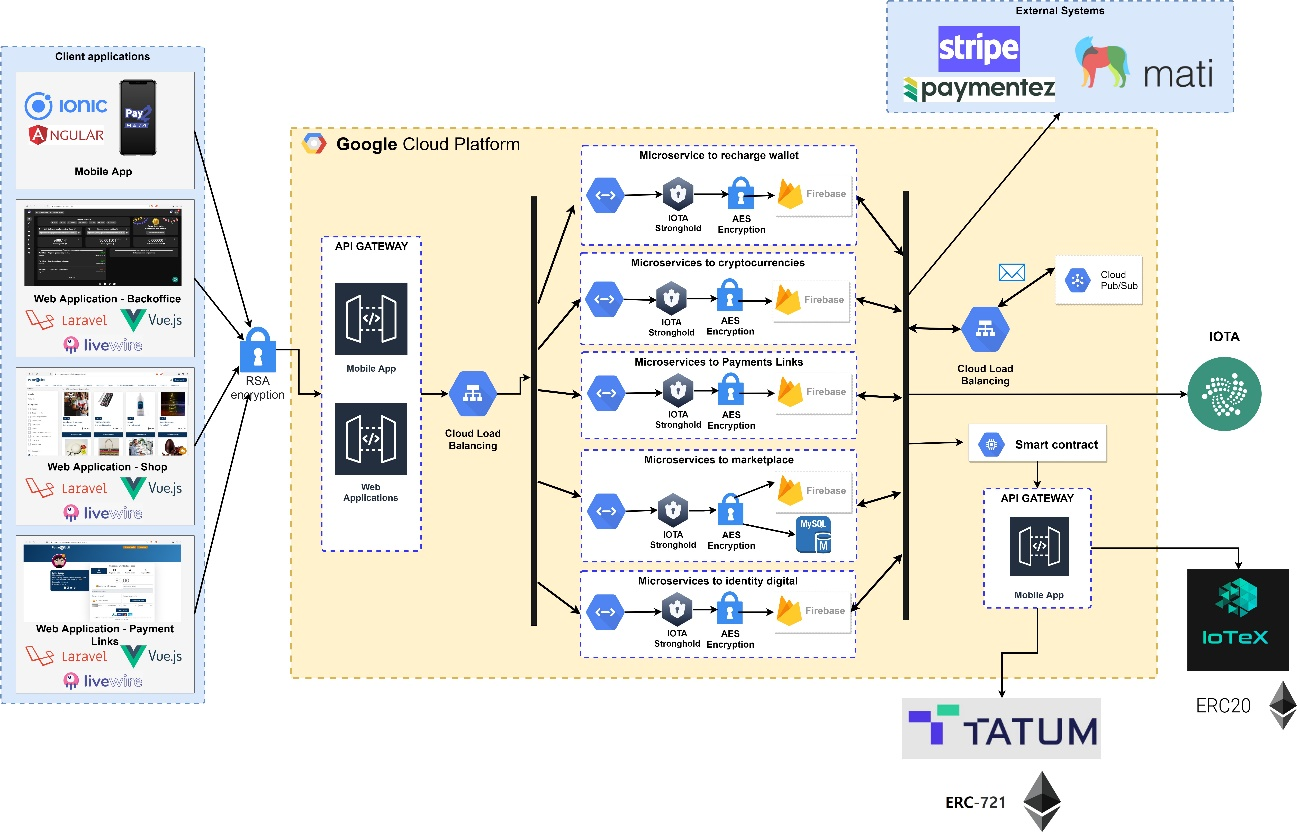 External Systems
stripe
paymentez
mati
Client applications
IONIC
ANGULAR
Pay2
Mobile App
Web Application - Backoffice
Laravel
Vue.js
livewire
Web Application - Shop
Laravel
Vue.js
livewire
Web Application - Payment
Links
Laravel
Vue.js
livewire
RSA
encryption
Google Cloud Platform
API GATEWAY
Mobile App
Web
Applications
Cloud Load
Balancing
Microservice to recharge wallet
IOTA
Stronghold
AES
Encryption
Firebase
Microservices to cryptocurrencies
IOTA
Stronghold
AES
Encryption
Firebase
Microservices to Payments Links
IOTA
Stronghold
AES
Encryption
Firebase
Microservices to marketplace
IOTA
Stronghold
AES
Encryption
Firebase
MySQL
M
Microservices to identity digital
IOTA
Stronghold
AES
Encryption
Firebase
Cloud
Pub/Sub
Cloud Load
Balancing
IOTA
Smart contract
API GATEWAY
Mobile App
IoTeX
ERC20
TATUM
ERC-721